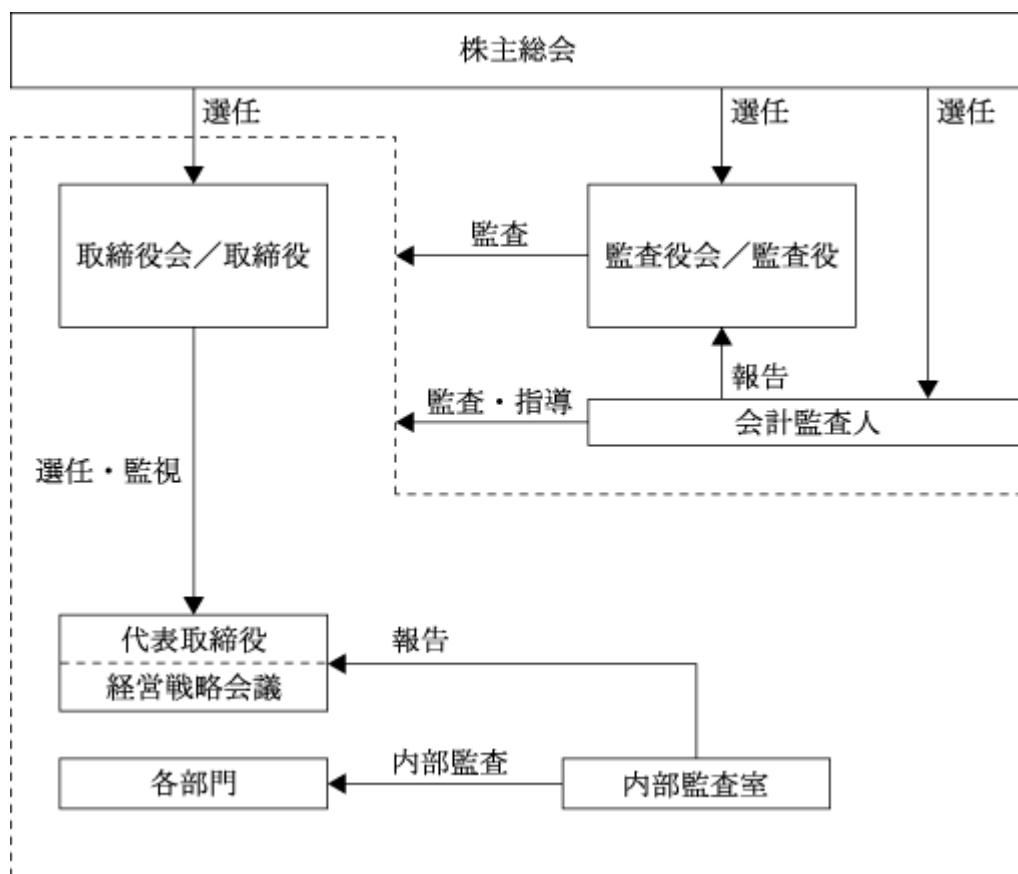 株主総会
選任
選任
選任
取締役会／取締役
監査
監査役会／監査役
報告
監査・指導
会計監査人
選任・監視
代表取締役
経営戦略会議
報告
各部門
内部監査
内部監査室